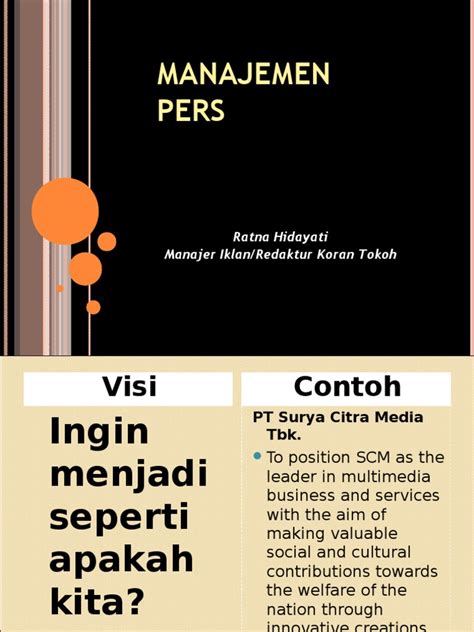 MANAJEMEN
PERS
Ratna Hidayati
Manajer Iklan/Redaktur Koran Tokoh
Visi
Ingin
menjadi
seperti
apakah
kita?
Contoh
PT Surya Citra Media
Tbk.
To position SCM as the
leader in multimedia
business and services
with the aim of
making valuable
social and cultural
contributions towards
the welfare of the
nation through
innovative creations